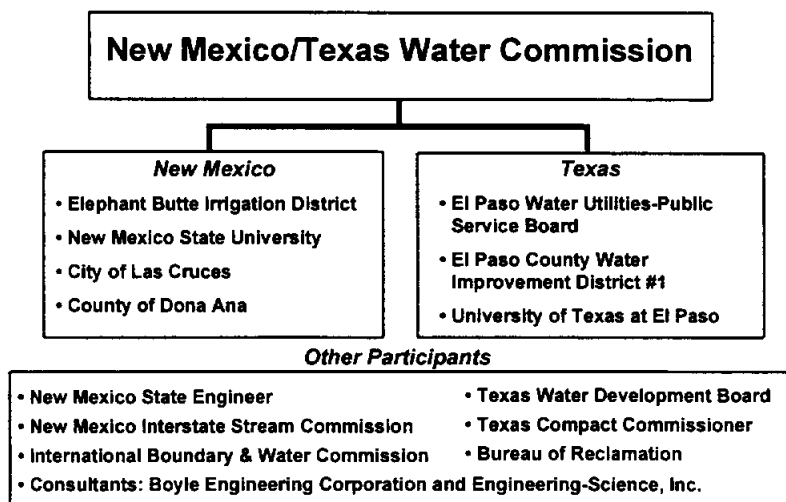 New Mexico/Texas Water Commission
New Mexico
• Elephant Butte Irrigation District
• New Mexico State University
• City of Las Cruces
• County of Dona Ana
Texas
• El Paso Water Utilities-Public
Service Board
• El Paso County Water
Improvement District #1
• University of Texas at El Paso
Other Participants
• New Mexico State Engineer
• New Mexico Interstate Stream Commission
• International Boundary & Water Commission
• Texas Water Development Board
• Texas Compact Commissioner
• Bureau of Reclamation
• Consultants: Boyle Engineering Corporation and Engineering-Science, Inc.